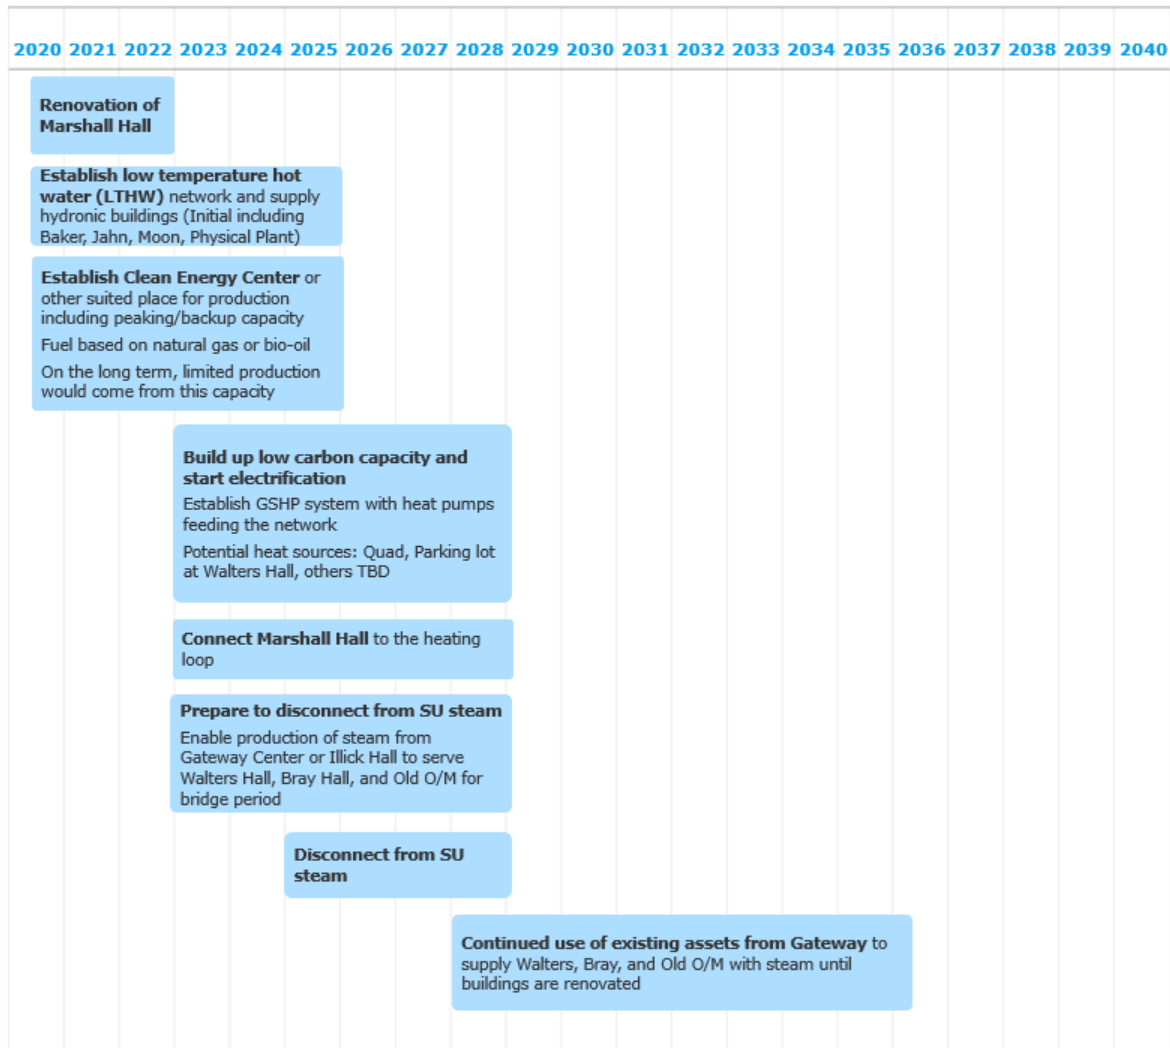 2020 2021 2022 2023 2024 2025 2026 2027 2028 2029 2030 2031 2032 2033 2034 2035 2036 2037 2038 2039 2040
Renovation of
Marshall Hall
Establish low temperature hot
water (LTHW) network and supply
hydronic buildings (Initial including
Baker, Jahn, Moon, Physical Plant)
Establish Clean Energy Center or
other suited place for production
including peaking/backup capacity
Fuel based on natural gas or bio-oil
On the long term, limited production
would come from this capacity
Build up low carbon capacity and
start electrification
Establish GSHP system with heat pumps
feeding the network
Potential heat sources: Quad, Parking lot
at Walters Hall, others TBD
Connect Marshall Hall to the heating
loop
Prepare to disconnect from SU steam
Enable production of steam from
Gateway Center or Illick Hall to serve
Walters Hall, Bray Hall, and Old O/M for
bridge period
Disconnect from SU
steam
Continued use of existing assets from Gateway to
supply Walters, Bray, and Old O/M with steam until
buildings are renovated